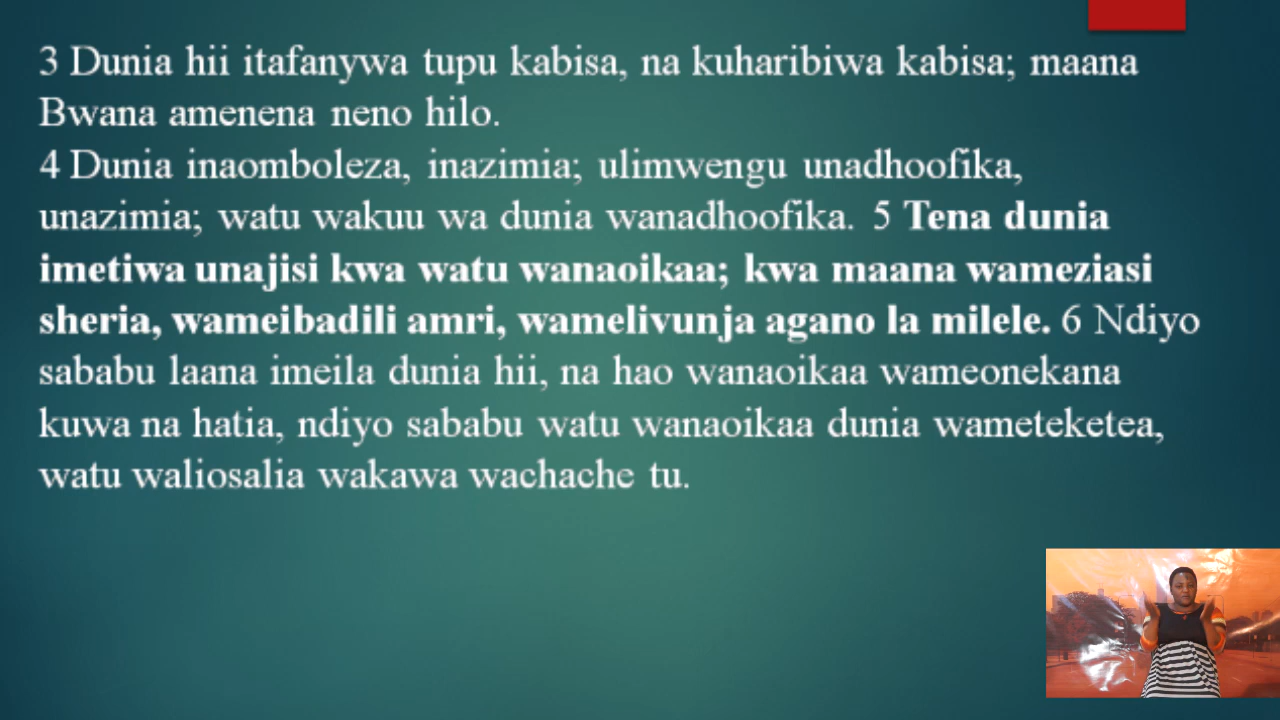 3 Dunia hii itafanywa tupu kabisa, na kuharibiwa kabisa; maana
Bwana amenena neno hilo.
4 Dunia inaomboleza, inazimia; ulimwengu unadhoofika,
unazimia; watu wakuu wa dunia wanadhoofika. 5 Tena dunia
imetiwa unajisi kwa watu wanaoikaa; kwa maana wameziasi
sheria, wameibadili amri, wamelivunja agano la milele. 6 Ndiyo
sababu laana imeila dunia hii, na hao wanaoikaa wameonekana
kuwa na hatia, ndiyo sababu watu wanaoikaa dunia wameteketea,
watu waliosalia wakawa wachache tu.